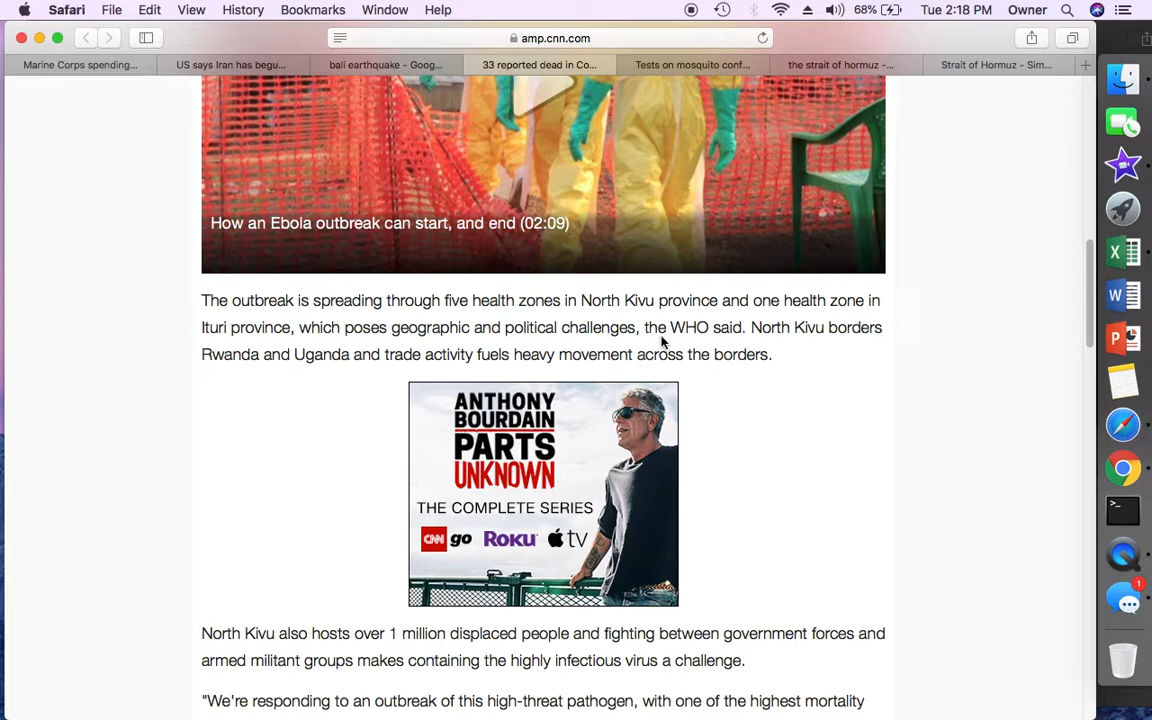 Safari File Edit View History Bookmarks Window Help 68% Tue 2:18 PM Owner
amp.cnn.com
Marine Corps spending... US says Iran has begu... bali earthquake - Goog... 33 reported dead in Co... Tests on mosquito conf... the strait of hormuz -... Strait of Hormuz - Sim... +
How an Ebola outbreak can start, and end (02:09)
The outbreak is spreading through five health zones in North Kivu province and one health zone in
Ituri province, which poses geographic and political challenges, the WHO said. North Kivu borders
Rwanda and Uganda and trade activity fuels heavy movement across the borders.
ANTHONY
BOURDAIN
PARTS
UNKNOWN
THE COMPLETE SERIES
CNN go ROKU tv
North Kivu also hosts over 1 million displaced people and fighting between government forces and
armed militant groups makes containing the highly infectious virus a challenge.
"We're responding to an outbreak of this high-threat pathogen, with one of the highest mortality
X
W
P
>_
1